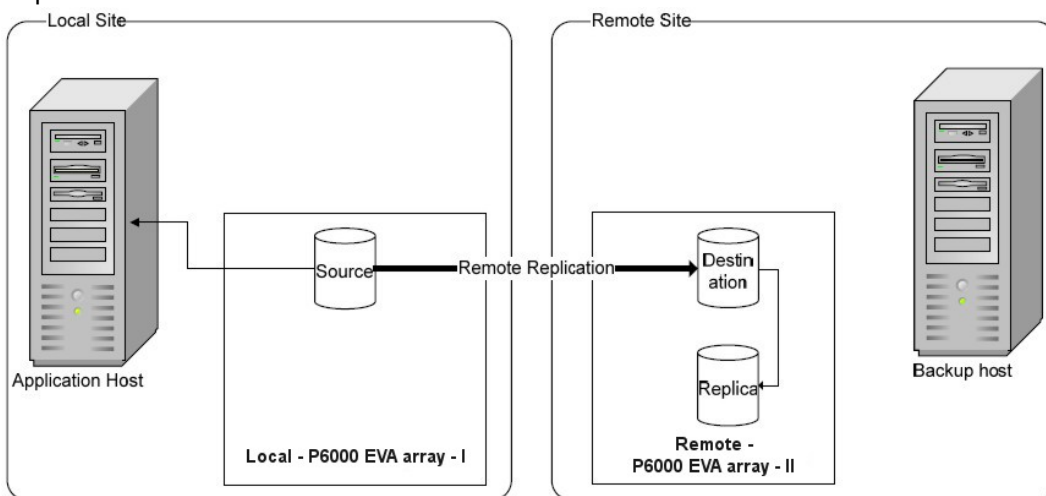 Local Site
Remote Site
Source
Remote Replication
Destin
ation
Replica
Application Host
Backup host
Local - P6000 EVA array - I
Remote -
P6000 EVA array - II